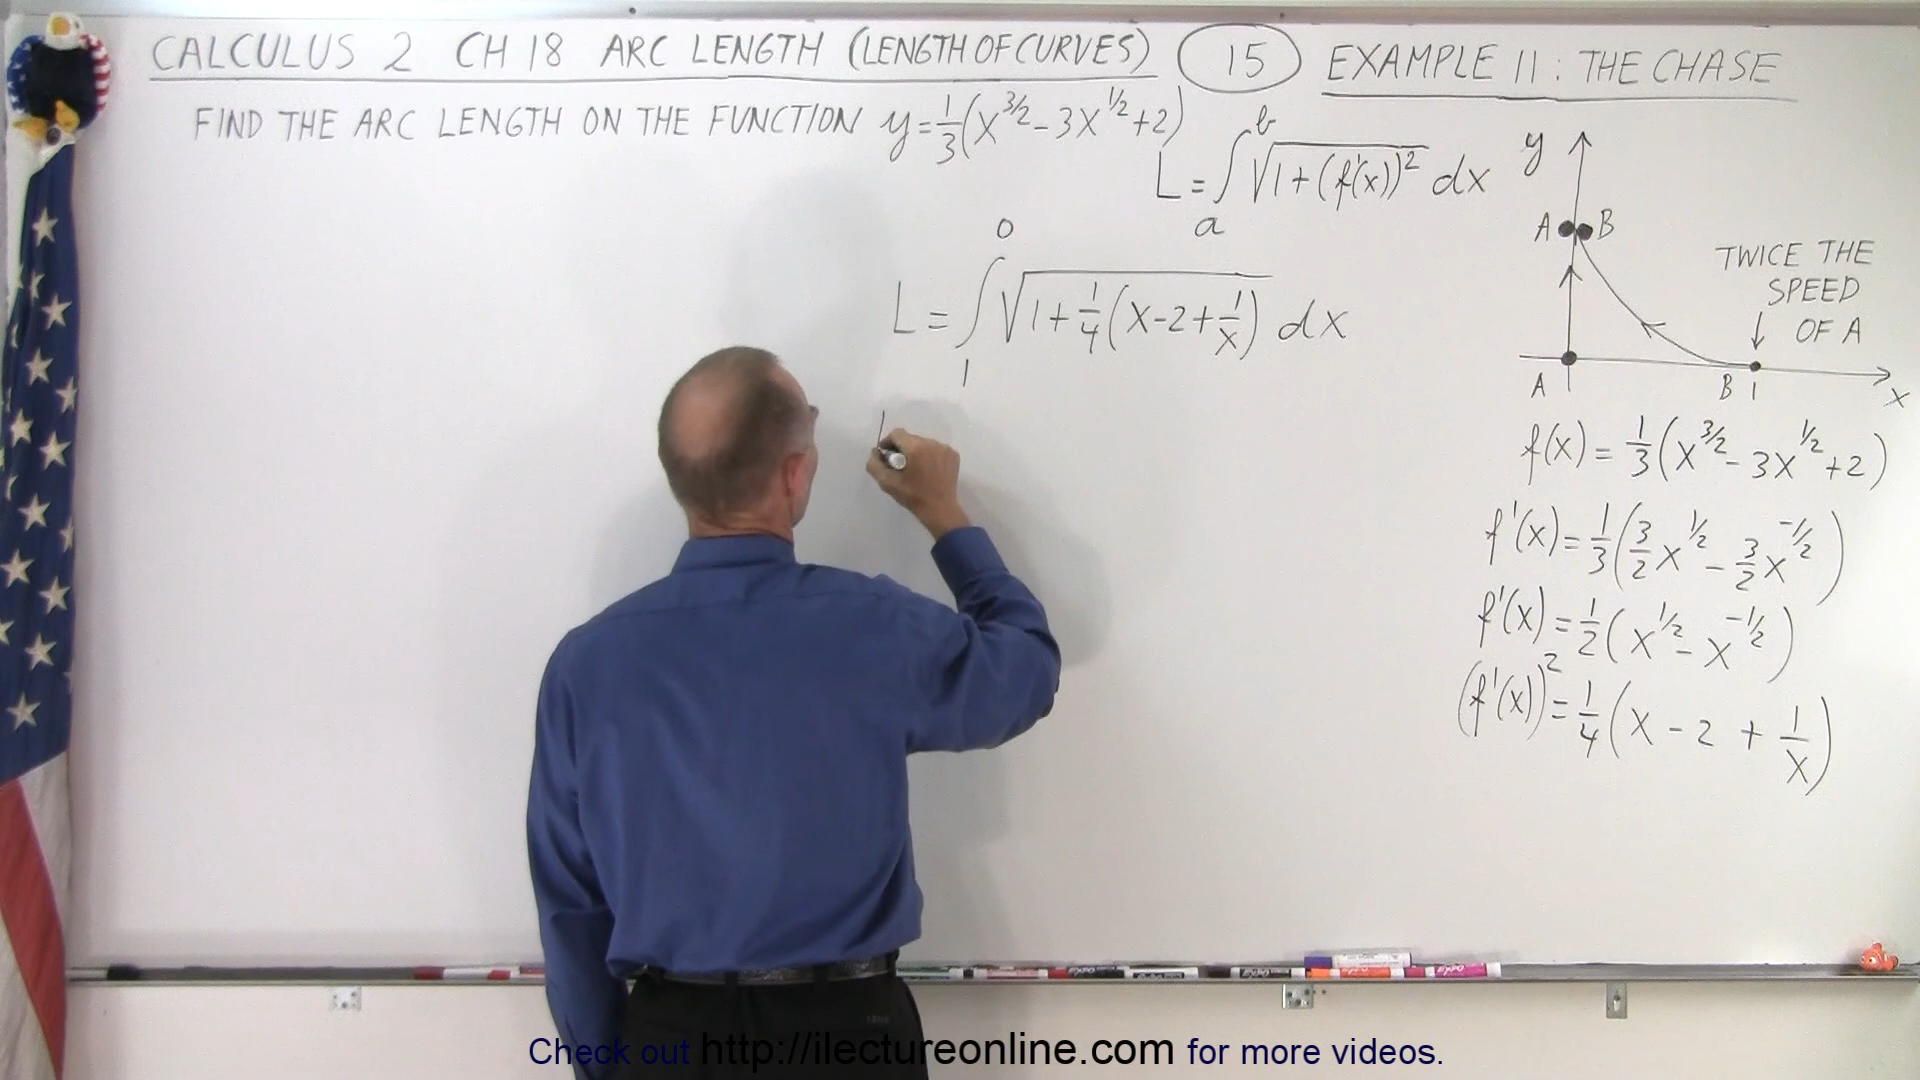 CALCULUS 2 CH 18 ARC LENGTH (LENGTH OF CURVES) 15 EXAMPLE 11: THE CHASE
FIND THE ARC LENGTH ON THE FUNCTION y = 1/3 (x^3/2 - 3x^1/2 + 2)
L = ∫ₐᵇ √(1 + (f'(x))²) dx
L = ∫₁⁰ √(1 + 1/4 (x - 2 + 1/x)) dx
y
A B
TWICE THE
SPEED
OF A
A B 1 x
f(x) = 1/3 (x^3/2 - 3x^1/2 + 2)
f'(x) = 1/3 (3/2 x^1/2 - 3/2 x^-1/2)
f'(x) = 1/2 (x^1/2 - x^-1/2)
(f'(x))² = 1/4 (x - 2 + 1/x)
Check out http://ilectureonline.com for more videos.